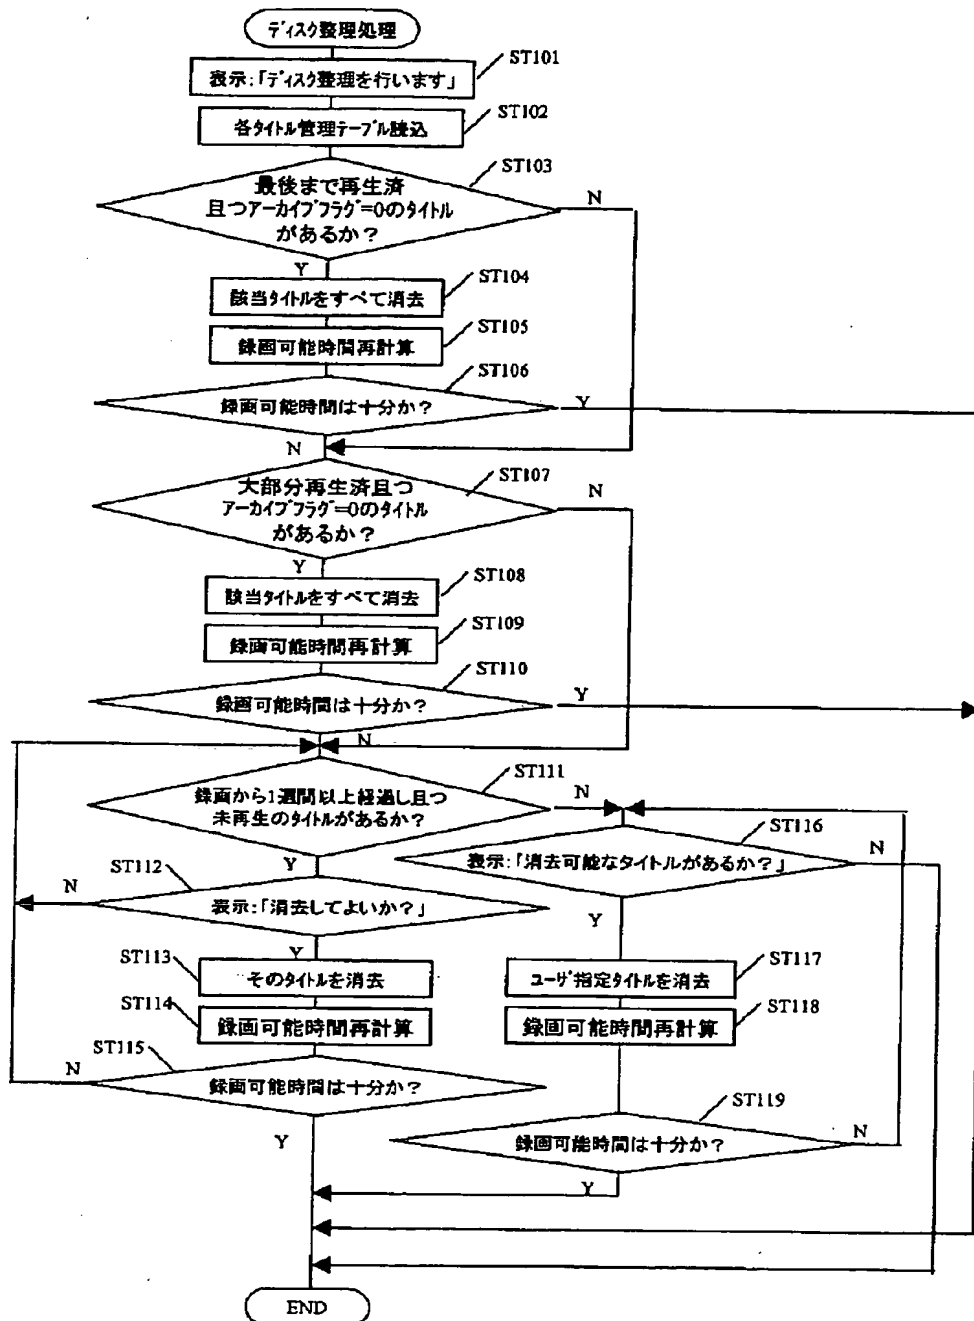 ディスク整理処理
ST101
表示:「ディスク整理を行います」
ST102
各タイトル管理テーブル読込
ST103
最後まで再生済
且つアーカイブフラグ=0のタイトル
があるか?
N
Y
ST104
該当タイトルをすべて消去
ST105
録画可能時間再計算
ST106
録画可能時間は十分か?
Y
N
ST107
大部分再生済且つ
アーカイブフラグ=0のタイトル
があるか?
N
Y
ST108
該当タイトルをすべて消去
ST109
録画可能時間再計算
ST110
録画可能時間は十分か?
Y
N
ST111
録画から1週間以上経過し且つ
未再生のタイトルがあるか?
N
Y
ST116
表示:「消去可能なタイトルがあるか?」
N
Y
ST112
N
表示:「消去してよいか?」
Y
ST113
そのタイトルを消去
ST117
ユーザ指定タイトルを消去
ST114
録画可能時間再計算
ST118
録画可能時間再計算
ST115
N
録画可能時間は十分か?
Y
ST119
録画可能時間は十分か?
N
Y
END